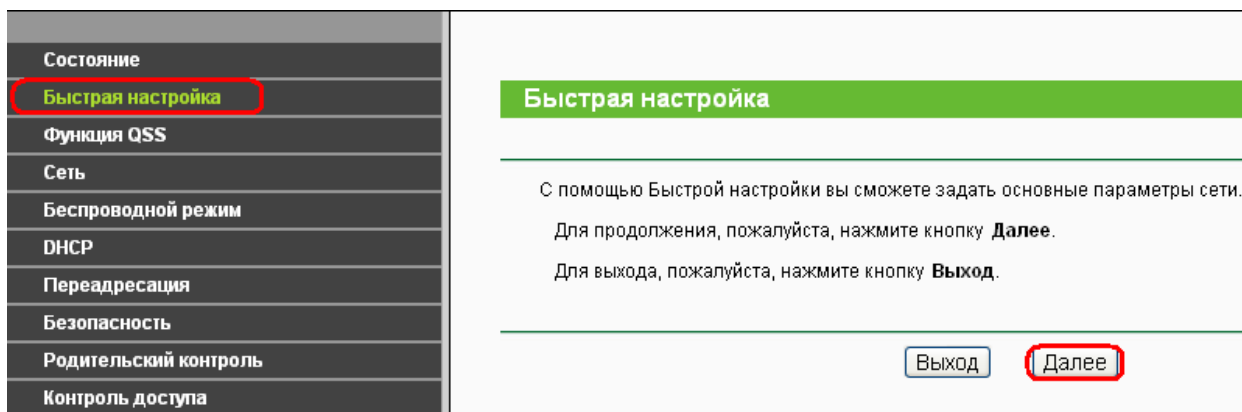 Состояние
Быстрая настройка
Функция QSS
Сеть
Беспроводной режим
DHCP
Переадресация
Безопасность
Родительский контроль
Контроль доступа
Быстрая настройка
С помощью Быстрой настройки вы сможете задать основные параметры сети.
Для продолжения, пожалуйста, нажмите кнопку Далее.
Для выхода, пожалуйста, нажмите кнопку Выход.
Выход Далее